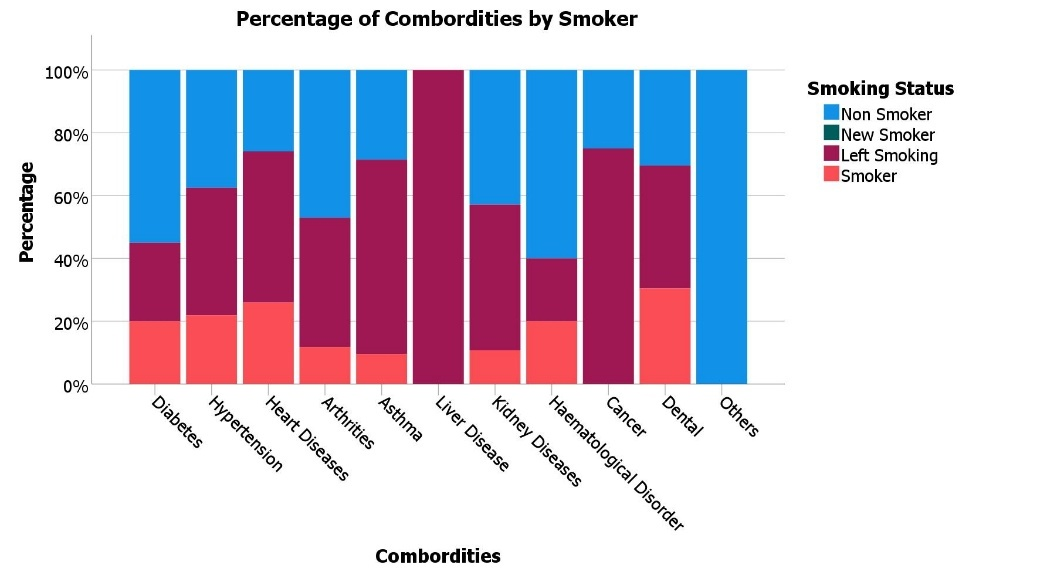 Percentage of Combordities by Smoker
Percentage
100%
80%
60%
40%
20%
0%
Diabetes
Hypertension
Heart Diseases
Arthrities
Asthma
Liver Disease
Kidney Diseases
Haematological Disorder
Cancer
Dental
Others
Combordities
Smoking Status
Non Smoker
New Smoker
Left Smoking
Smoker